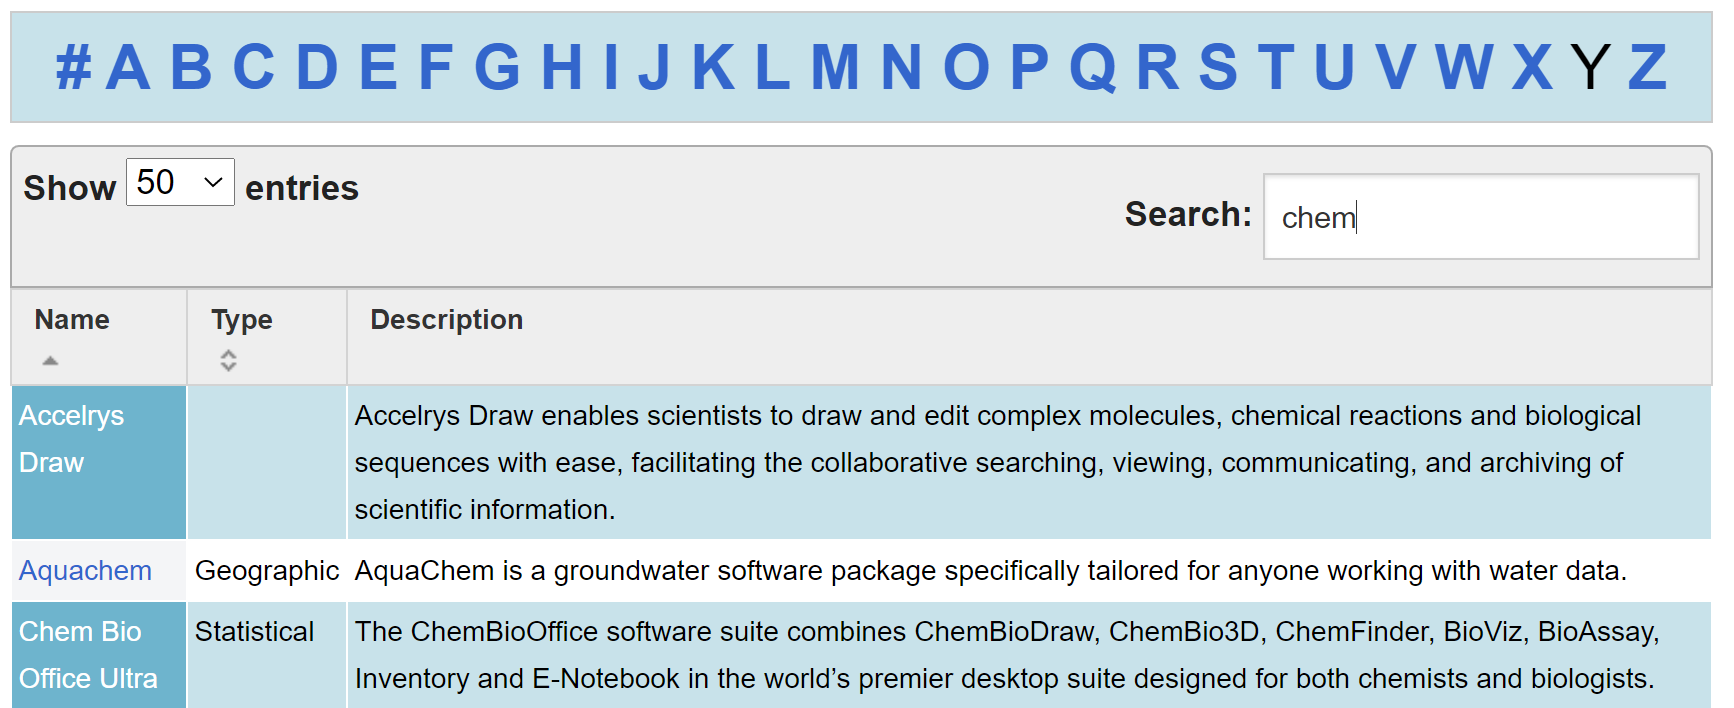 # A B C D E F G H I J K L M N O P Q R S T U V W X Y Z
Show 50 entries
Search: chem
Name Type Description
Accelrys Draw
Accelrys Draw enables scientists to draw and edit complex molecules, chemical reactions and biological
sequences with ease, facilitating the collaborative searching, viewing, communicating, and archiving of
scientific information.
Aquachem Geographic AquaChem is a groundwater software package specifically tailored for anyone working with water data.
Chem Bio
Office Ultra
Statistical
The ChemBioOffice software suite combines ChemBioDraw, ChemBio3D, ChemFinder, BioViz, BioAssay,
Inventory and E-Notebook in the world’s premier desktop suite designed for both chemists and biologists.